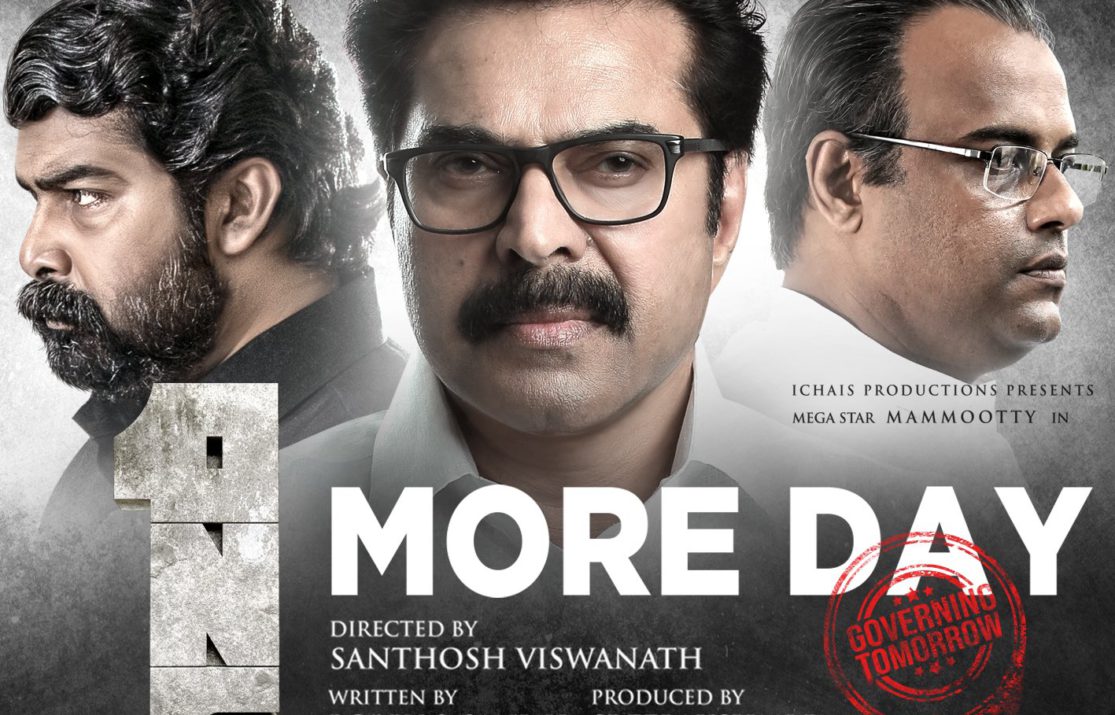 ICHAIS PRODUCTIONS PRESENTS
MEGA STAR MAMMOOTTY IN
ONE
MORE DAY
GOVERNING
TOMORROW
DIRECTED BY
SANTHOSH VISWANATH
WRITTEN BY
PRODUCED BY